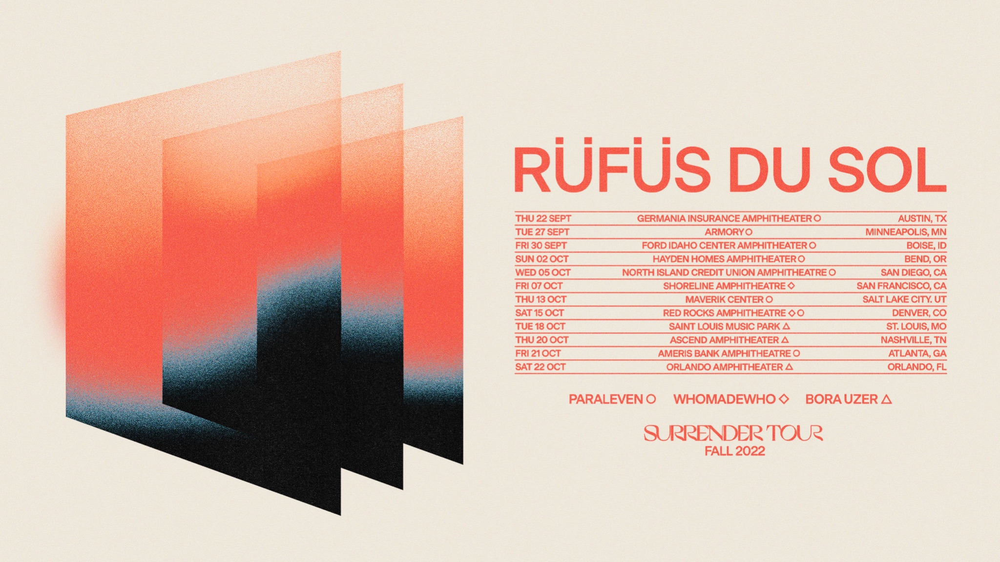 RÜFÜS DU SOL
THU 22 SEPT GERMANIA INSURANCE AMPHITHEATER ○ AUSTIN, TX
TUE 27 SEPT ARMORY ○ MINNEAPOLIS, MN
FRI 30 SEPT FORD IDAHO CENTER AMPHITHEATER ○ BOISE, ID
SUN 02 OCT HAYDEN HOMES AMPHITHEATER ○ BEND, OR
WED 05 OCT NORTH ISLAND CREDIT UNION AMPHITHEATRE ○ SAN DIEGO, CA
FRI 07 OCT SHORELINE AMPHITHEATRE ◇ SAN FRANCISCO, CA
THU 13 OCT MAVERIK CENTER ○ SALT LAKE CITY. UT
SAT 15 OCT RED ROCKS AMPHITHEATRE ◇ ○ DENVER, CO
TUE 18 OCT SAINT LOUIS MUSIC PARK △ ST. LOUIS, MO
THU 20 OCT ASCEND AMPHITHEATER △ NASHVILLE, TN
FRI 21 OCT AMERIS BANK AMPHITHEATRE ○ ATLANTA, GA
SAT 22 OCT ORLANDO AMPHITHEATER △ ORLANDO, FL
PARALEVEN ○ WHOMADEWHO ◇ BORA UZER △
SURRENDER TOUR
FALL 2022